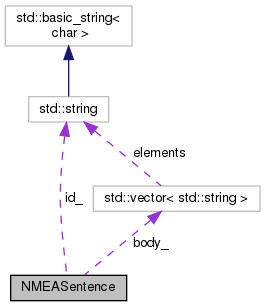 std::basic_string<
char >
std::string
elements
id_
std::vector< std::string >
body_
NMEASentence